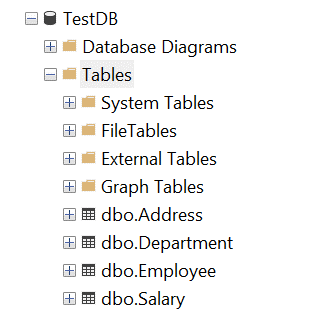 TestDB
Database Diagrams
Tables
System Tables
FileTables
External Tables
Graph Tables
dbo.Address
dbo.Department
dbo.Employee
dbo.Salary